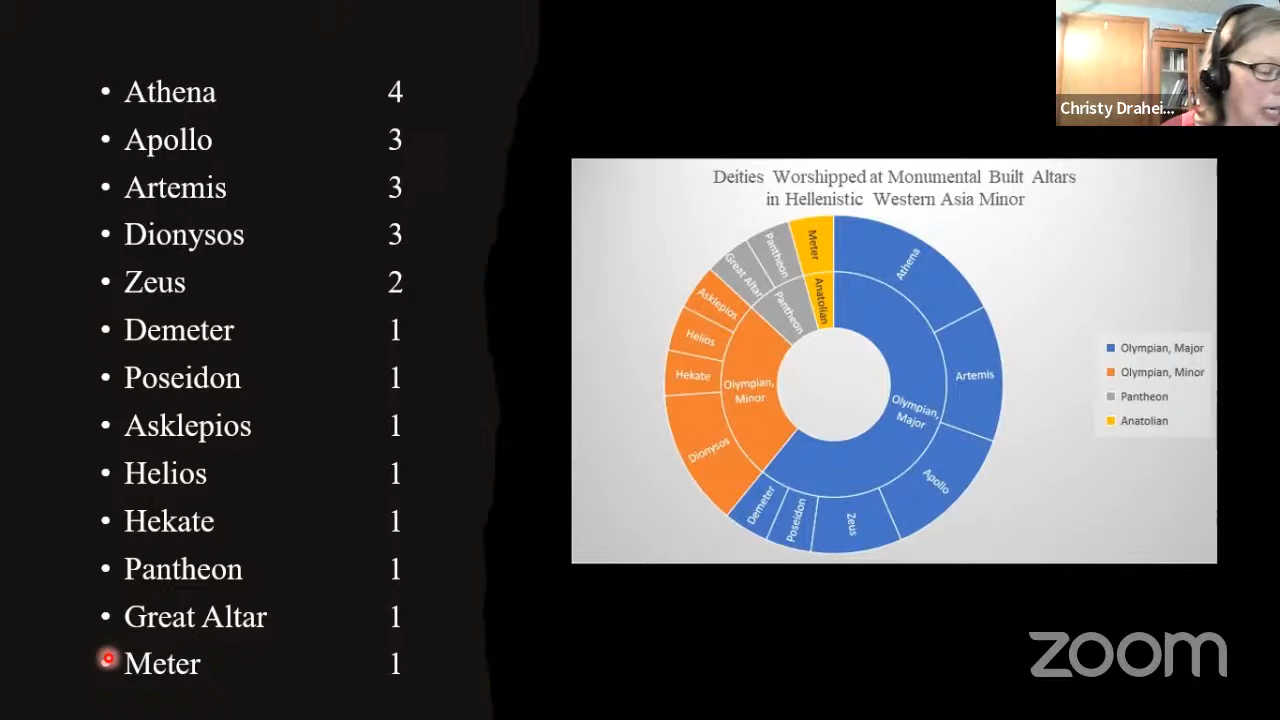 Athena 4
Apollo 3
Artemis 3
Dionysos 3
Zeus 2
Demeter 1
Poseidon 1
Asklepios 1
Helios 1
Hekate 1
Pantheon 1
Great Altar 1
Meter 1
Christy Drahei...
Deities Worshipped at Monumental Built Altars
in Hellenistic Western Asia Minor
Athena
Artemis
Apollo
Zeus
Poseidon
Demeter
Dionysos
Hekate
Helios
Asklepios
Great Altar
Pantheon
Meter
Olympian,
Major
Olympian,
Minor
Pantheon
Anatolian
Olympian, Major
Olympian, Minor
Pantheon
Anatolian
zoom